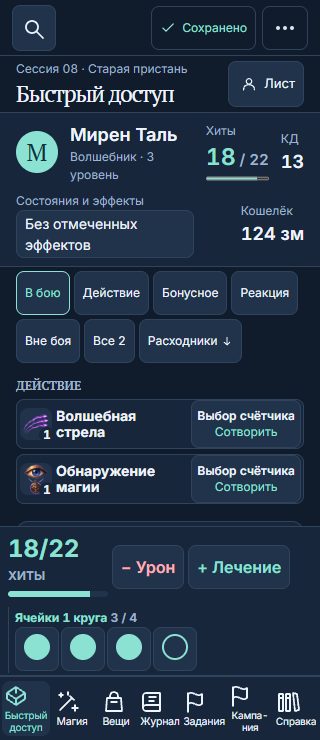 Сохранено
Сессия 08 · Старая пристань
Быстрый доступ
Лист
М
Мирен Таль
Волшебник · 3
уровень
Хиты
18 / 22
КД
13
Состояния и эффекты
Без отмеченных
эффектов
Кошелёк
124 зм
В бою
Действие
Бонусное
Реакция
Вне боя
Все 2
Расходники ↓
ДЕЙСТВИЕ
1
Волшебная
стрела
Выбор счётчика
Сотворить
1
Обнаружение
магии
Выбор счётчика
Сотворить
18/22
ХИТЫ
− Урон
+ Лечение
Ячейки 1 круга 3 / 4
Быстрый
доступ
Магия
Вещи
Журнал
Задания
Кампа-
ния
Справка